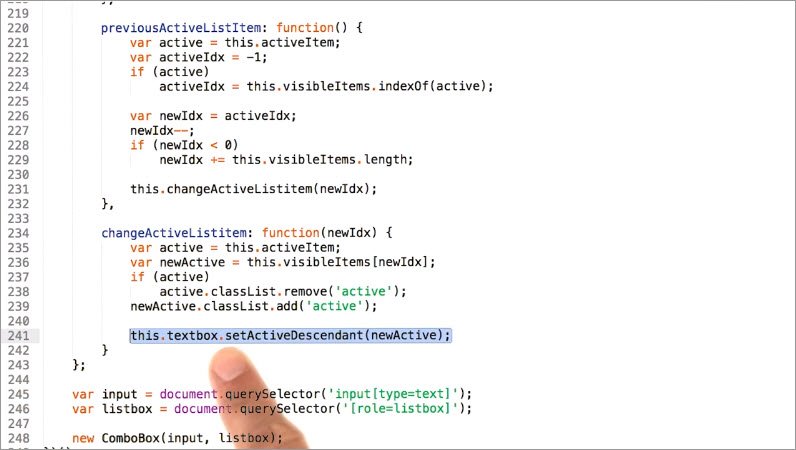 219 },
220 previousActiveListItem: function() {
221 var active = this.activeItem;
222 var activeIdx = -1;
223 if (active)
224 activeIdx = this.visibleItems.indexOf(active);
225
226 var newIdx = activeIdx;
227 newIdx--;
228 if (newIdx < 0)
229 newIdx += this.visibleItems.length;
230
231 this.changeActiveListitem(newIdx);
232 },
233
234 changeActiveListitem: function(newIdx) {
235 var active = this.activeItem;
236 var newActive = this.visibleItems[newIdx];
237 if (active)
238 active.classList.remove('active');
239 newActive.classList.add('active');
240
241 this.textbox.setActiveDescendant(newActive);
242 }
243 };
244
245 var input = document.querySelector('input[type=text]');
246 var listbox = document.querySelector('[role=listbox]');
247
248 new ComboBox(input, listbox);